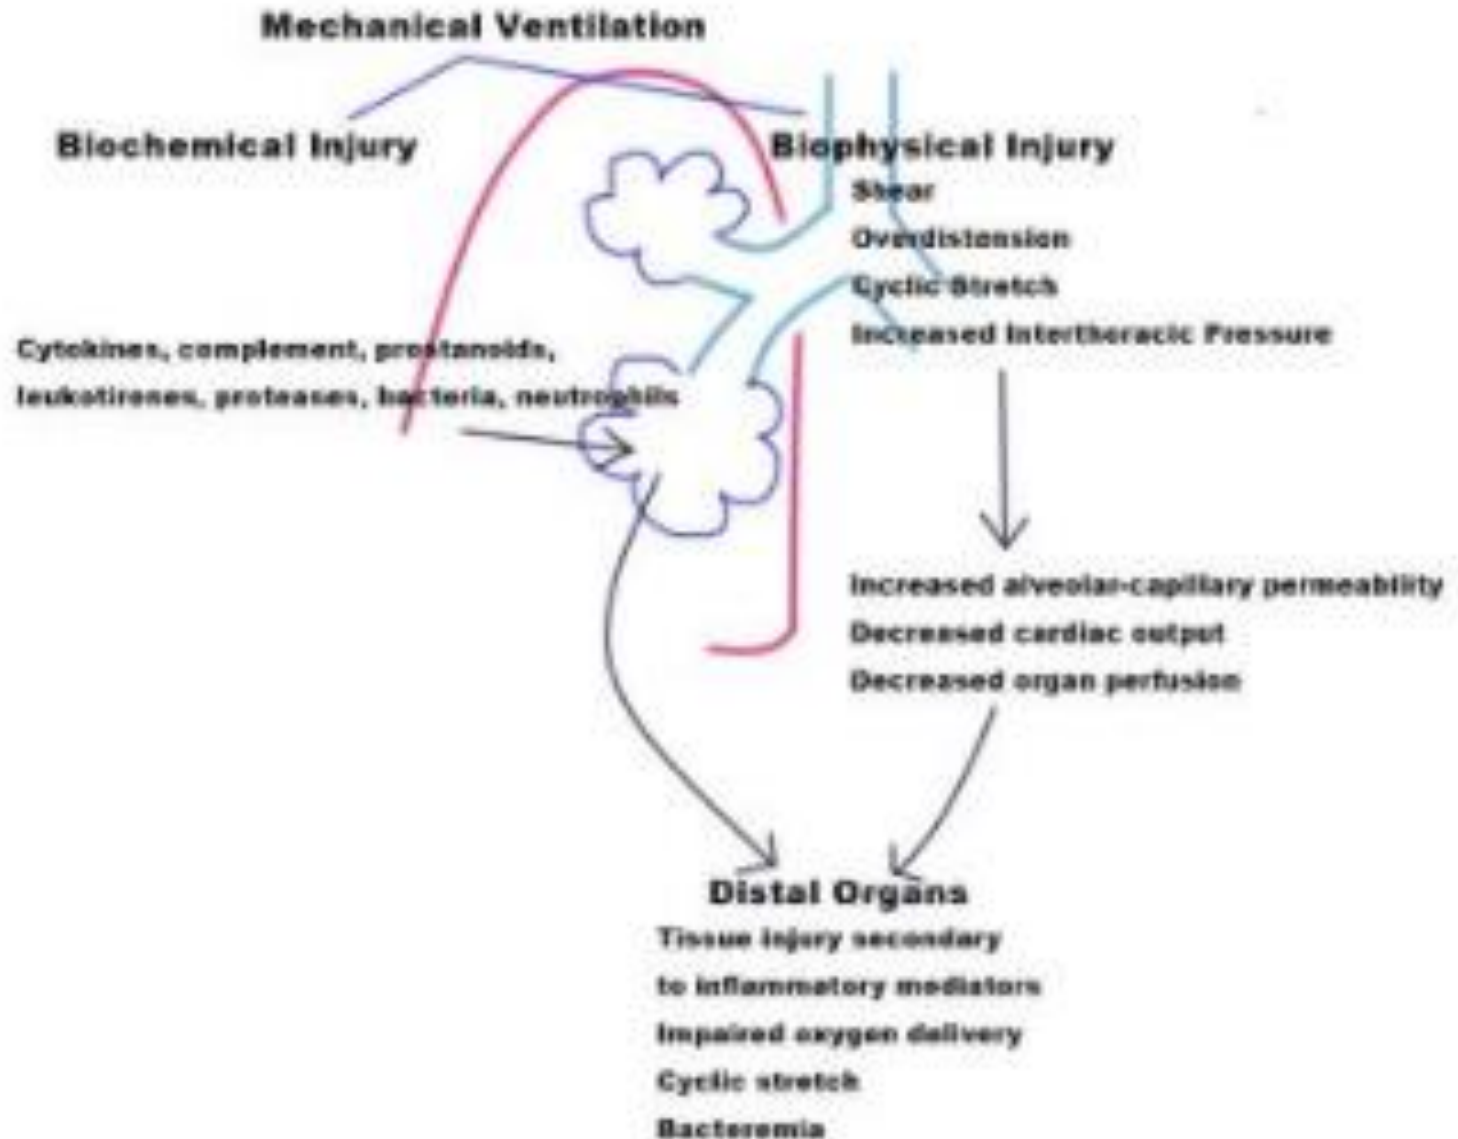 Mechanical Ventilation
Biochemical Injury
Biophysical Injury
Shear
Overdistension
Cyclic Stretch
Increased Interthoracic Pressure
Cytokines, complement, prostanoids,
leukotirenes, proteases, bacteria, neutrophils
Increased alveolar-capillary permeability
Decreased cardiac output
Decreased organ perfusion
Distal Organs
Tissue injury secondary
to inflammatory mediators
Impaired oxygen delivery
Cyclic stretch
Bacteremia